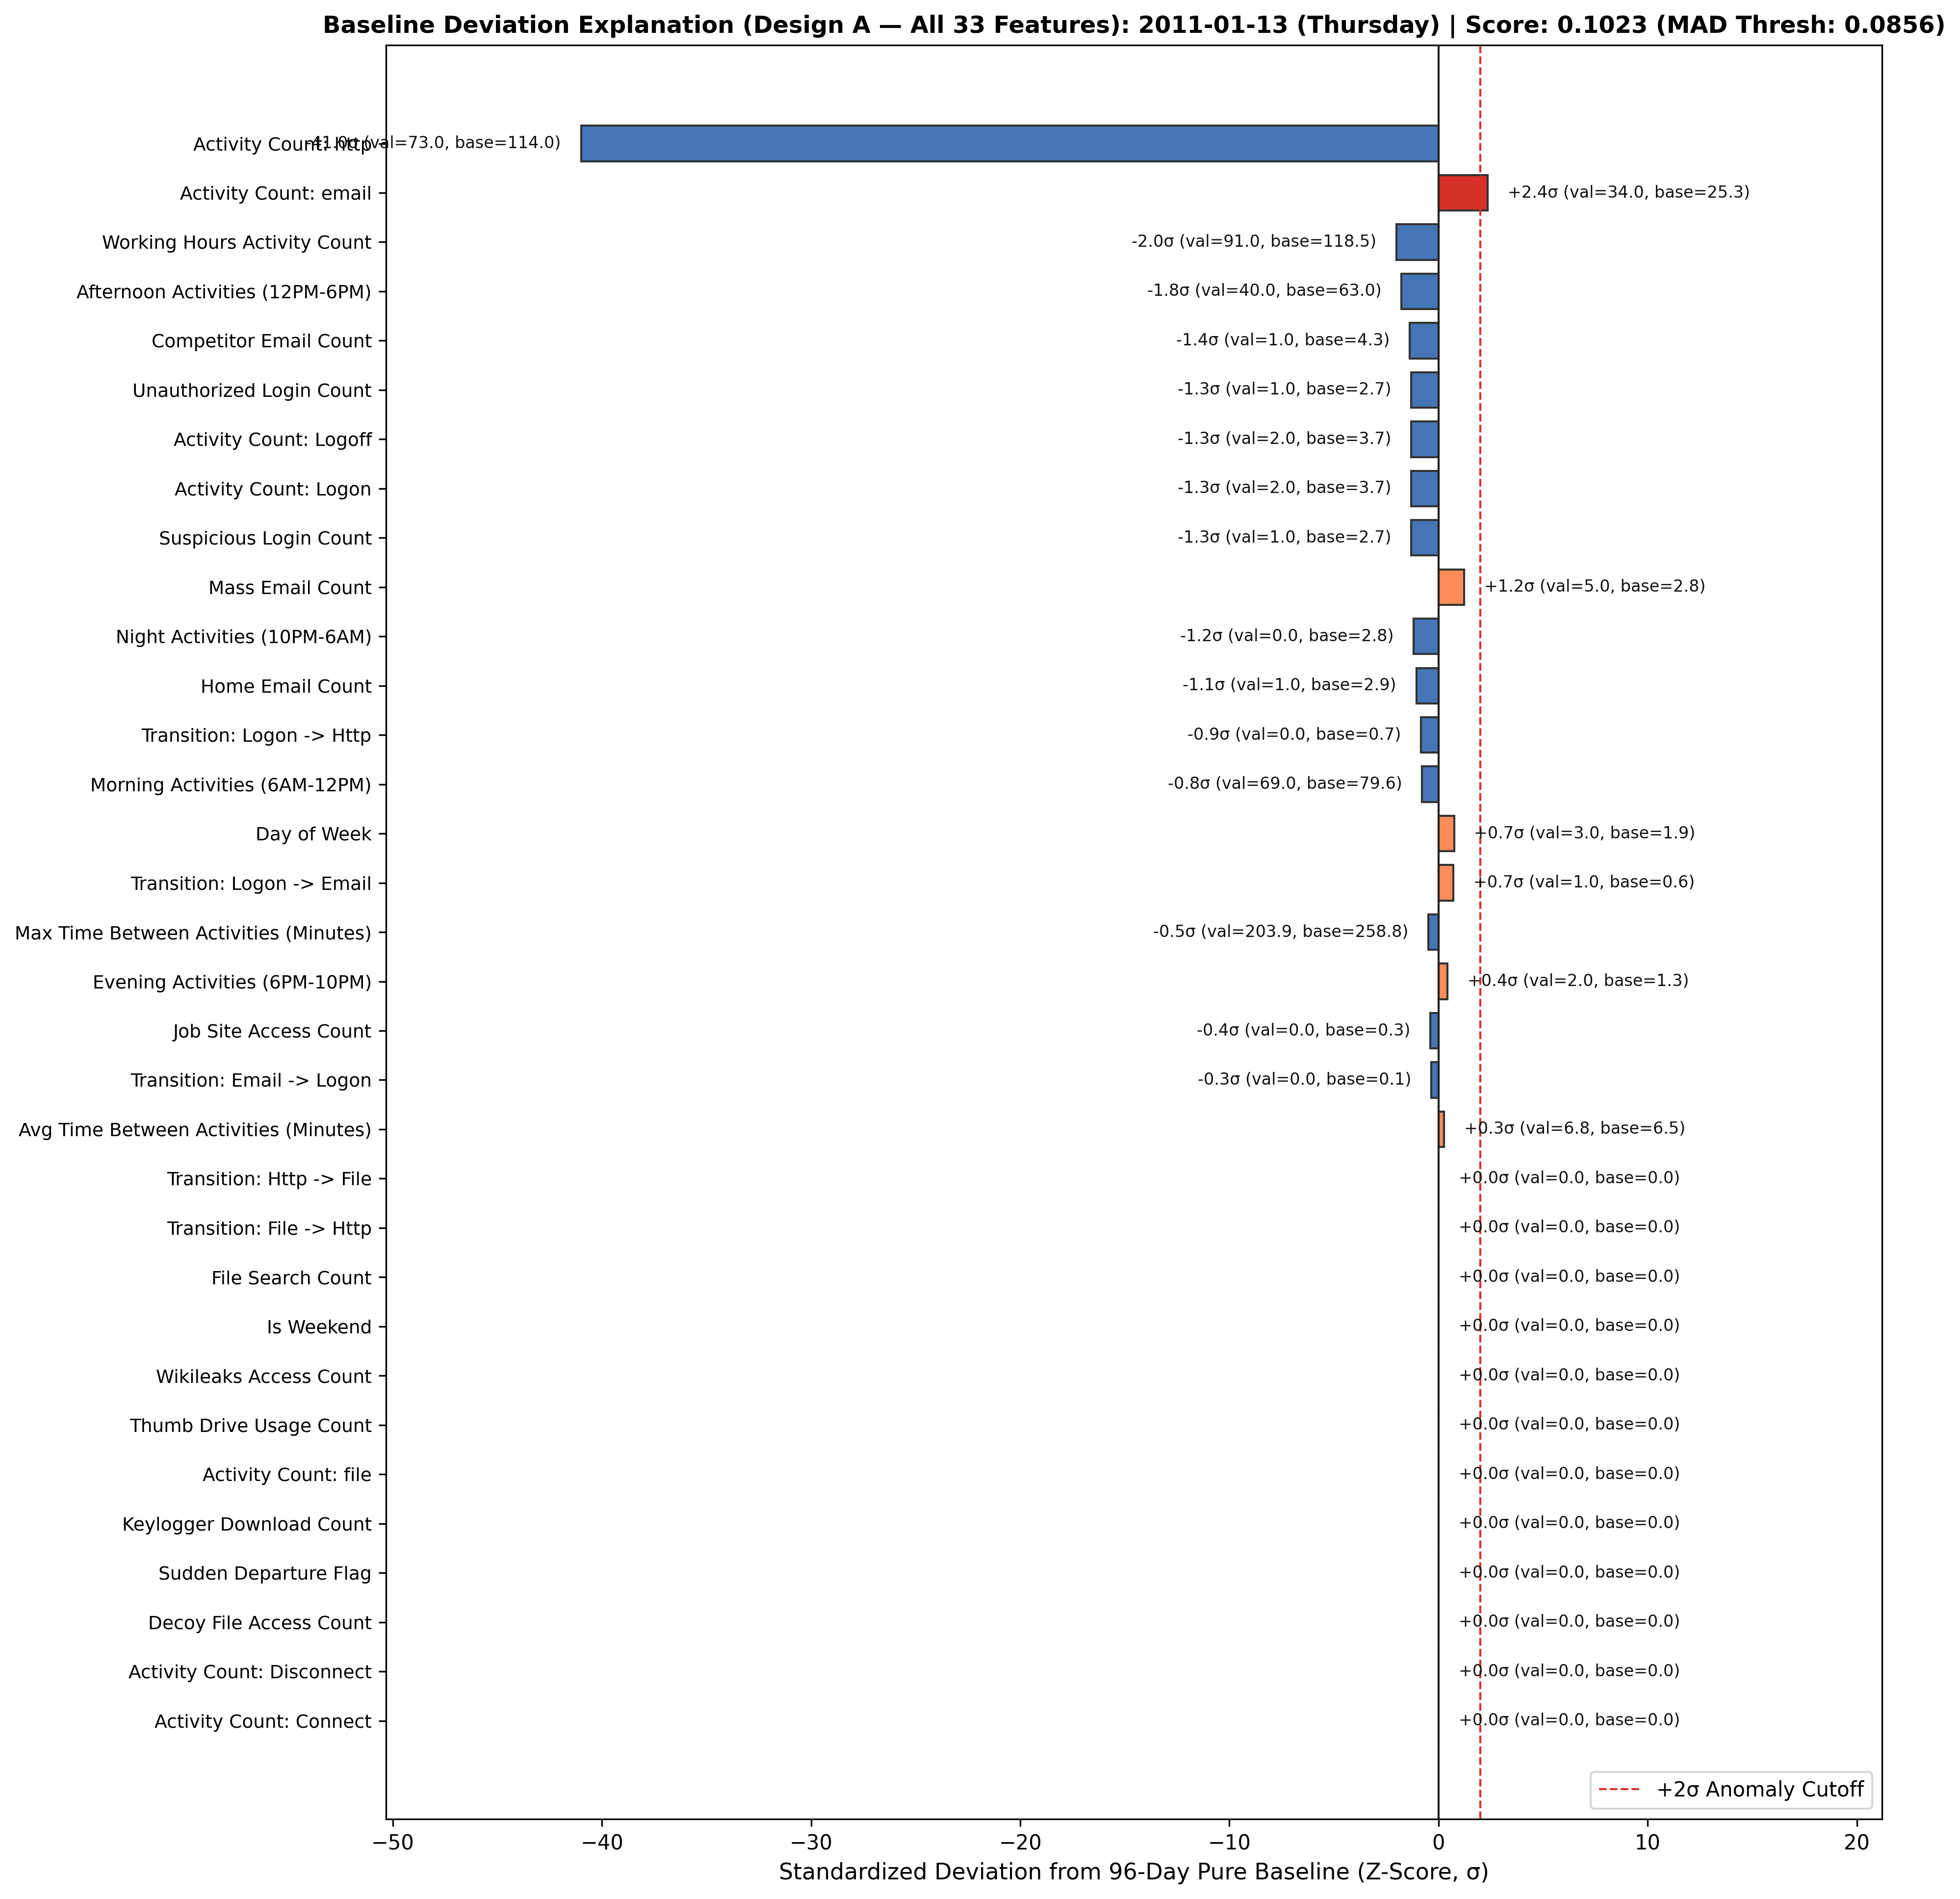 Baseline Deviation Explanation (Design A — All 33 Features): 2011-01-13 (Thursday) | Score: 0.1023 (MAD Thresh: 0.0856)
Activity Count: http -41.0σ (val=73.0, base=114.0)
Activity Count: email +2.4σ (val=34.0, base=25.3)
Working Hours Activity Count -2.0σ (val=91.0, base=118.5)
Afternoon Activities (12PM-6PM) -1.8σ (val=40.0, base=63.0)
Competitor Email Count -1.4σ (val=1.0, base=4.3)
Unauthorized Login Count -1.3σ (val=1.0, base=2.7)
Activity Count: Logoff -1.3σ (val=2.0, base=3.7)
Activity Count: Logon -1.3σ (val=2.0, base=3.7)
Suspicious Login Count -1.3σ (val=1.0, base=2.7)
Mass Email Count +1.2σ (val=5.0, base=2.8)
Night Activities (10PM-6AM) -1.2σ (val=0.0, base=2.8)
Home Email Count -1.1σ (val=1.0, base=2.9)
Transition: Logon -> Http -0.9σ (val=0.0, base=0.7)
Morning Activities (6AM-12PM) -0.8σ (val=69.0, base=79.6)
Day of Week +0.7σ (val=3.0, base=1.9)
Transition: Logon -> Email +0.7σ (val=1.0, base=0.6)
Max Time Between Activities (Minutes) -0.5σ (val=203.9, base=258.8)
Evening Activities (6PM-10PM) +0.4σ (val=2.0, base=1.3)
Job Site Access Count -0.4σ (val=0.0, base=0.3)
Transition: Email -> Logon -0.3σ (val=0.0, base=0.1)
Avg Time Between Activities (Minutes) +0.3σ (val=6.8, base=6.5)
Transition: Http -> File +0.0σ (val=0.0, base=0.0)
Transition: File -> Http +0.0σ (val=0.0, base=0.0)
File Search Count +0.0σ (val=0.0, base=0.0)
Is Weekend +0.0σ (val=0.0, base=0.0)
Wikileaks Access Count +0.0σ (val=0.0, base=0.0)
Thumb Drive Usage Count +0.0σ (val=0.0, base=0.0)
Activity Count: file +0.0σ (val=0.0, base=0.0)
Keylogger Download Count +0.0σ (val=0.0, base=0.0)
Sudden Departure Flag +0.0σ (val=0.0, base=0.0)
Decoy File Access Count +0.0σ (val=0.0, base=0.0)
Activity Count: Disconnect +0.0σ (val=0.0, base=0.0)
Activity Count: Connect +0.0σ (val=0.0, base=0.0)
+2σ Anomaly Cutoff
−50 −40 −30 −20 −10 0 10 20
Standardized Deviation from 96-Day Pure Baseline (Z-Score, σ)